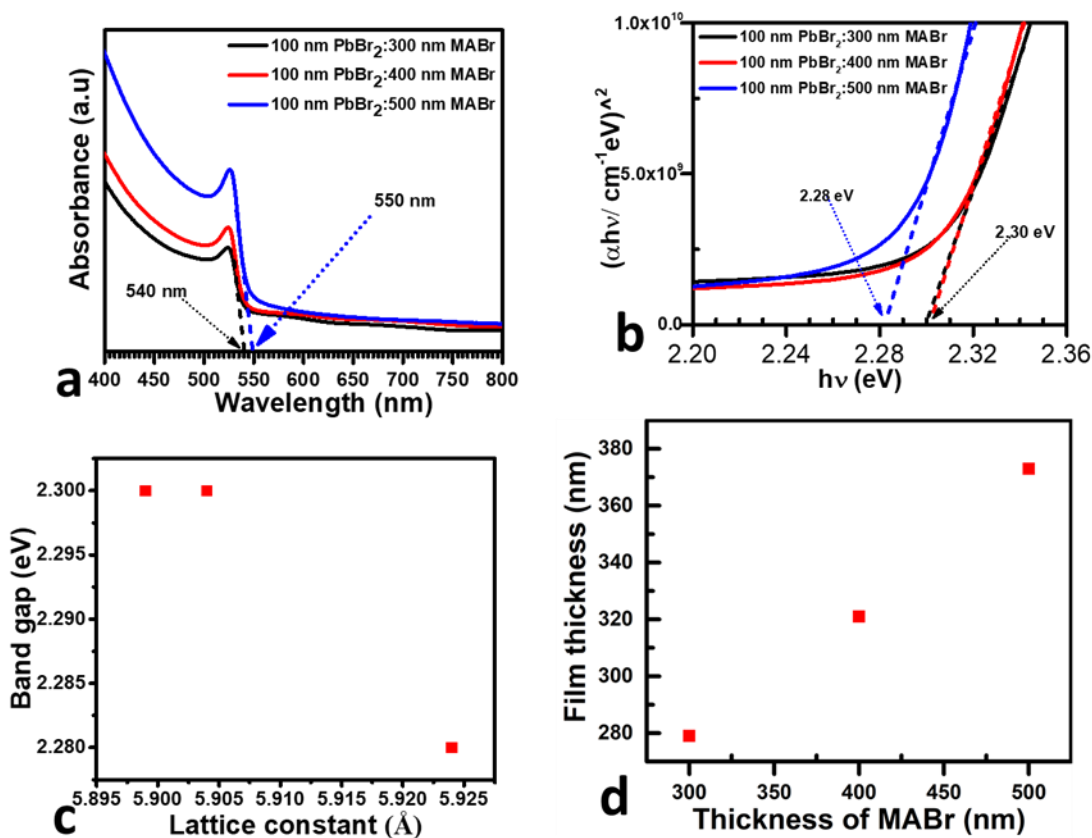 100 nm PbBr2:300 nm MABr
100 nm PbBr2:400 nm MABr
100 nm PbBr2:500 nm MABr
550 nm
540 nm
Absorbance (a.u)
400 450 500 550 600 650 700 750 800
Wavelength (nm)
a
1.0x10^10
5.0x10^9
0.0
100 nm PbBr2:300 nm MABr
100 nm PbBr2:400 nm MABr
100 nm PbBr2:500 nm MABr
2.28 eV
2.30 eV
(αhν/ cm^-1eV)^2
2.20 2.24 2.28 2.32 2.36
hν (eV)
b
2.300
2.295
2.290
2.285
2.280
Band gap (eV)
5.895 5.900 5.905 5.910 5.915 5.920 5.925
Lattice constant (Å)
c
380
360
340
320
300
280
Film thickness (nm)
300 350 400 450 500
Thickness of MABr (nm)
d